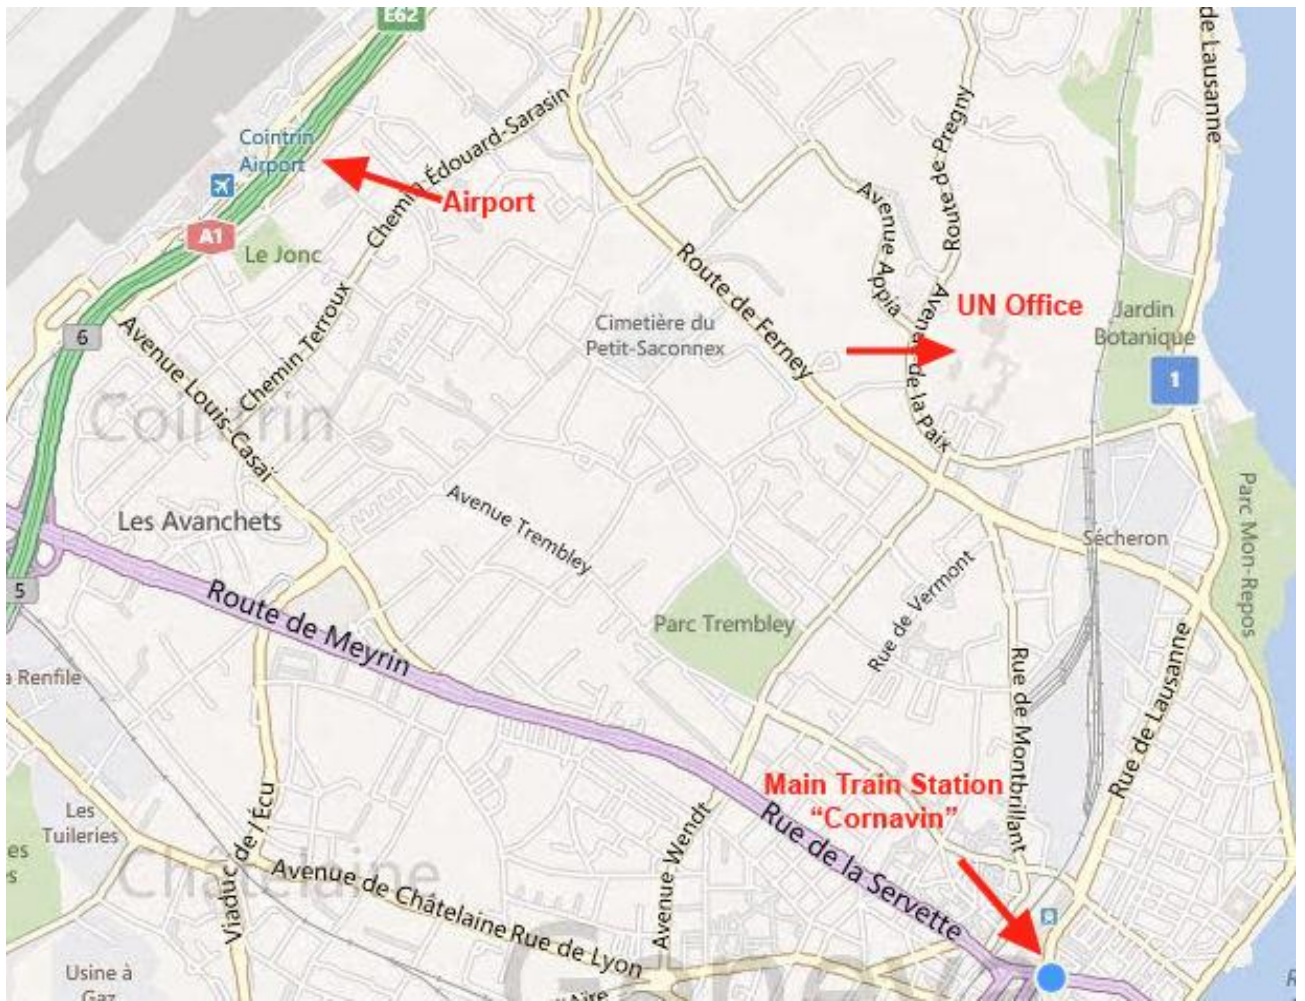 E62
de Lausanne
Cointrin
Airport
Chemin Édouard-Sarasin
Airport
Route de Pregny
Avenue Appia
A1
Le Jonc
Route de Ferney
UN Office
Jardin
Botanique
6
Avenue Louis-Casaï
Chemin Terroux
Cimetière du
Petit-Saconnex
Avenue de la Paix
1
Cointrin
Les Avanchets
Avenue Trembley
Parc Mon-Repos
Sécheron
5
Route de Meyrin
Parc Trembley
Rue de Vermont
Rue de Montbrillant
Rue de Lausanne
a Renfile
Main Train Station
“Cornavin”
Les
Tuileries
es
s
Viaduc de l'Écu
Châtelaine
Avenue de Châtelaine
Rue de Lyon
Avenue Wendt
Rue de la Servette
Usine à
Gaz
Genev
aire
R